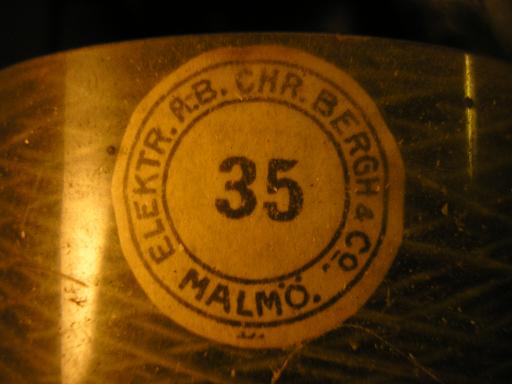 ELEKTR. A.B. CHR. BERGH & CO.
35
MALMÖ.